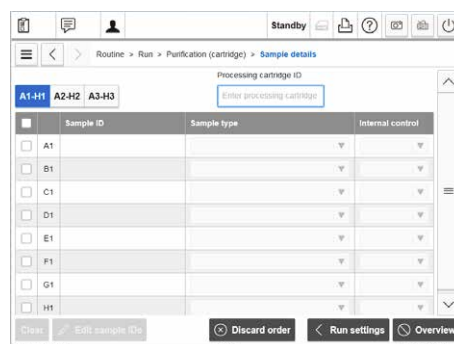 Standby
Routine > Run > Purification (cartridge) > Sample details
Processing cartridge ID
A1-H1 A2-H2 A3-H3 Enter processing cartridge
Sample ID Sample type Internal control
A1
B1
C1
D1
E1
F1
G1
H1
Clear Edit sample IDs Discard order Run settings Overview